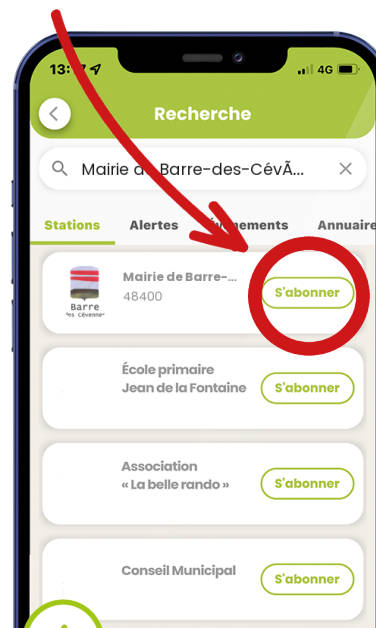 13:
4G
Recherche
Mairie de Barre-des-CévÃ...
Stations Alertes Évènements Annuaire
Mairie de Barre-...
48400
S'abonner
Barre
des Cévennes
École primaire
Jean de la Fontaine
S'abonner
Association
« La belle rando »
S'abonner
Conseil Municipal
S'abonner